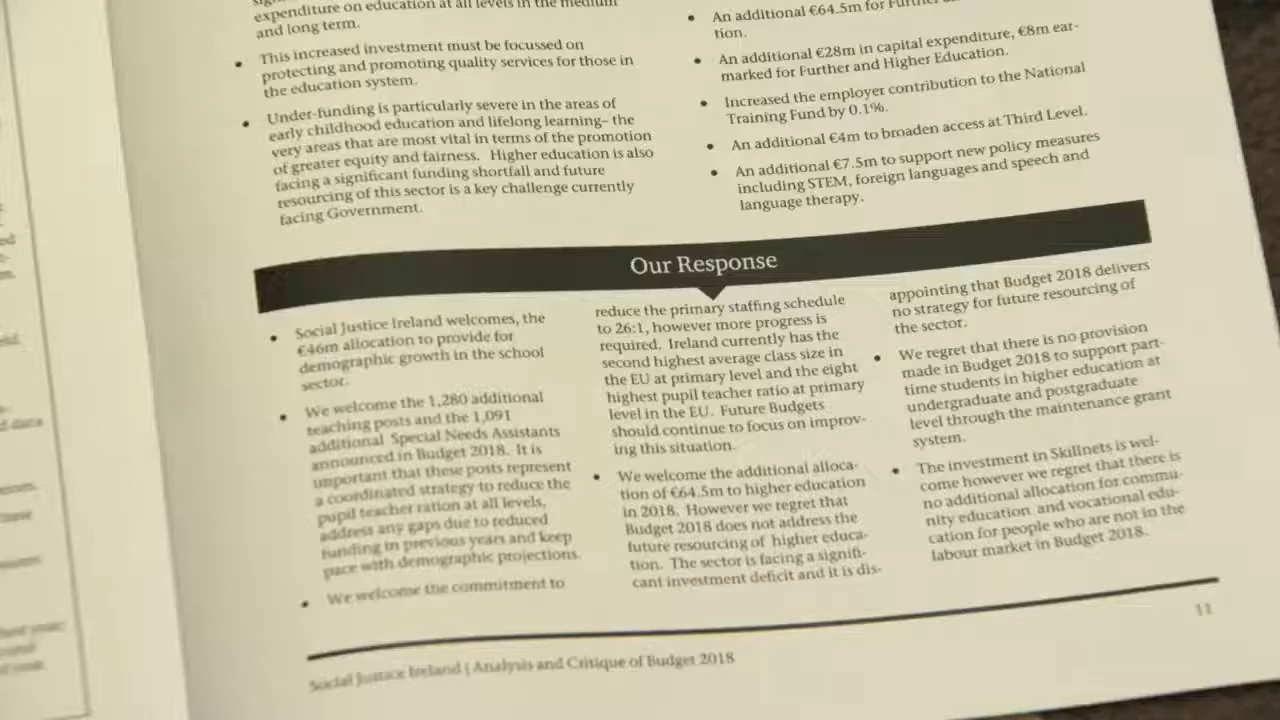 expenditure on education at all levels in the medium
and long term.
• This increased investment must be focussed on
protecting and promoting quality services for those in
the education system.
• Under-funding is particularly severe in the areas of
early childhood education and lifelong learning– the
very areas that are most vital in terms of the promotion
of greater equity and fairness. Higher education is also
facing a significant funding shortfall and future
resourcing of this sector is a key challenge currently
facing Government.
• An additional €64.5m for Further
tion.
• An additional €28m in capital expenditure, €8m ear-
marked for Further and Higher Education.
• Increased the employer contribution to the National
Training Fund by 0.1%.
• An additional €4m to broaden access at Third Level.
• An additional €7.5m to support new policy measures
including STEM, foreign languages and speech and
language therapy.
Our Response
• Social Justice Ireland welcomes, the
€46m allocation to provide for
demographic growth in the school
sector.
• We welcome the 1,280 additional
teaching posts and the 1,091
additional Special Needs Assistants
announced in Budget 2018. It is
important that these posts represent
a coordinated strategy to reduce the
pupil teacher ration at all levels,
address any gaps due to reduced
funding in previous years and keep
pace with demographic projections.
• We welcome the commitment to
reduce the primary staffing schedule
to 26:1, however more progress is
required. Ireland currently has the
second highest average class size in
the EU at primary level and the eight
highest pupil teacher ratio at primary
level in the EU. Future Budgets
should continue to focus on improv-
ing this situation.
• We welcome the additional alloca-
tion of €64.5m to higher education
in 2018. However we regret that
Budget 2018 does not address the
future resourcing of higher educa-
tion. The sector is facing a signifi-
cant investment deficit and it is dis-
appointing that Budget 2018 delivers
no strategy for future resourcing of
the sector.
• We regret that there is no provision
made in Budget 2018 to support part-
time students in higher education at
undergraduate and postgraduate
level through the maintenance grant
system.
• The investment in Skillnets is wel-
come however we regret that there is
no additional allocation for commu-
nity education and vocational edu-
cation for people who are not in the
labour market in Budget 2018.
11
Social Justice Ireland | Analysis and Critique of Budget 2018